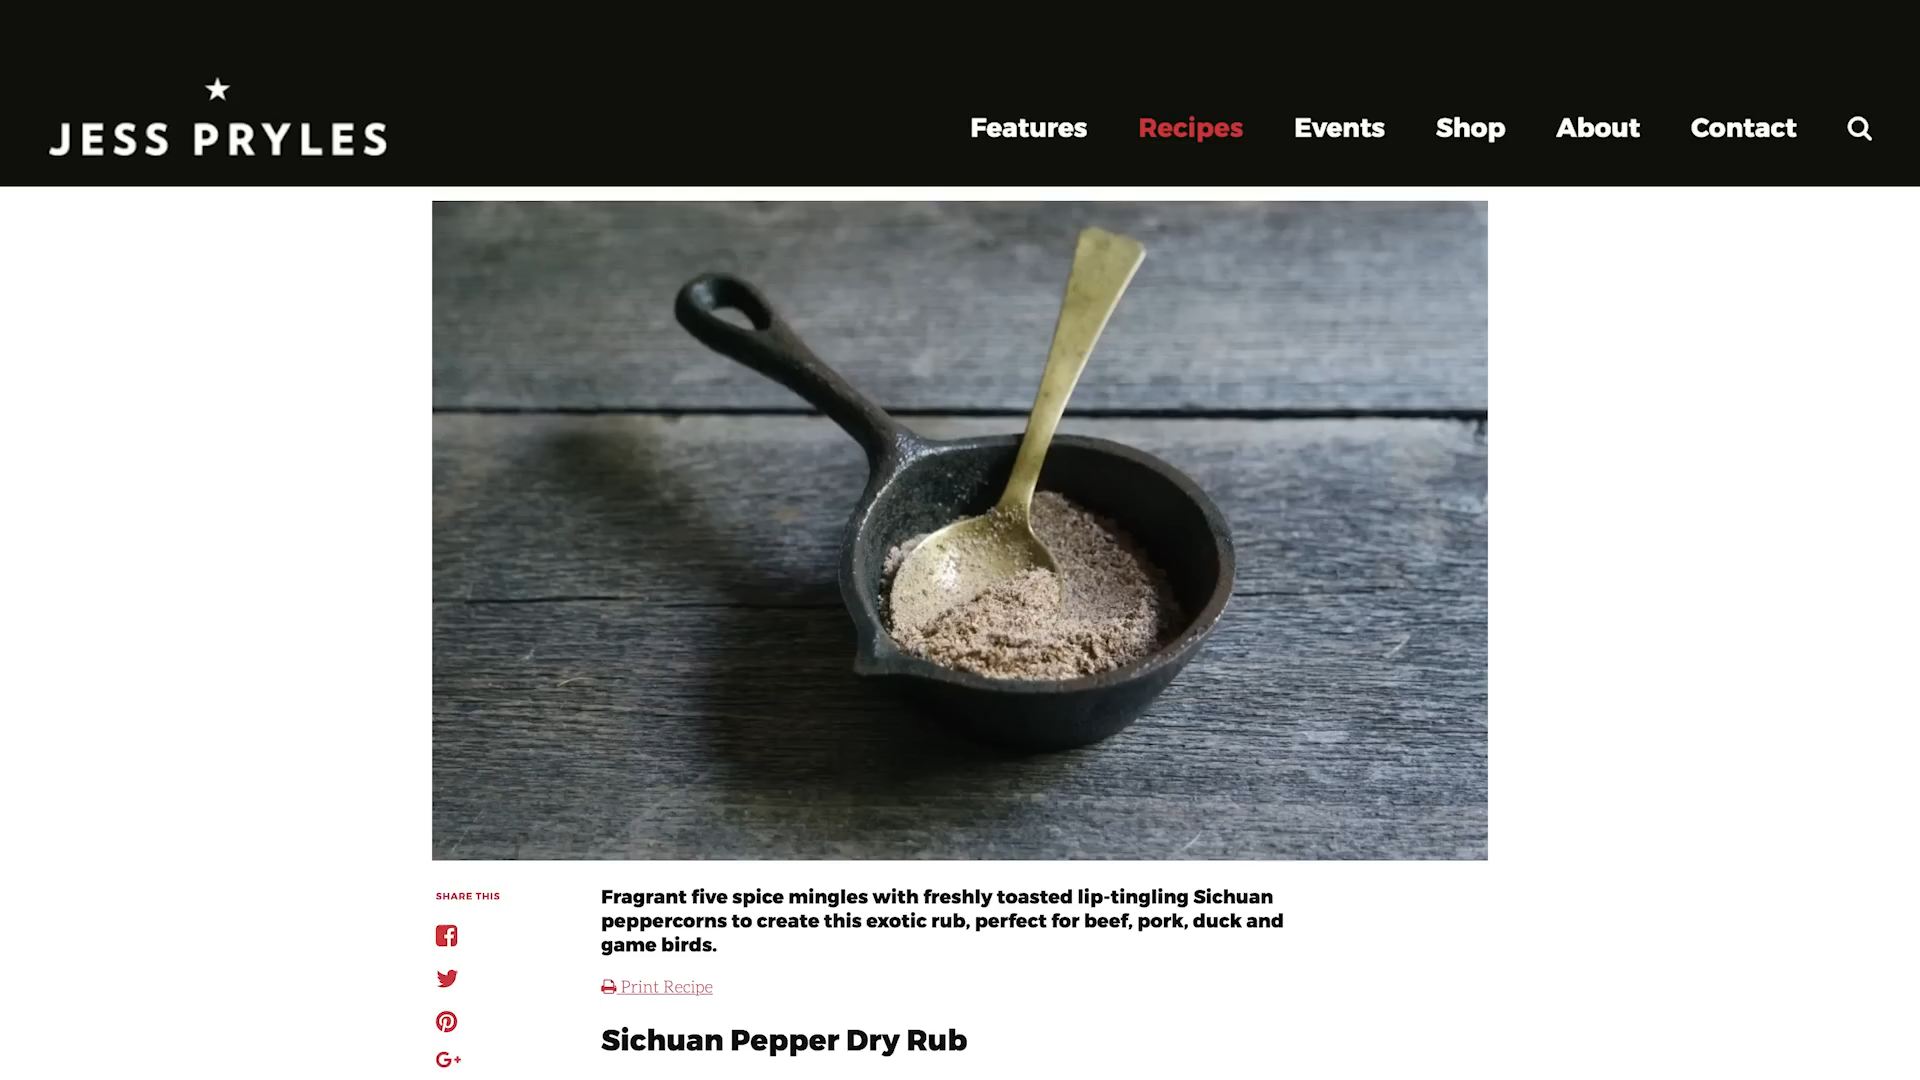 JESS PRYLES
Features Recipes Events Shop About Contact
SHARE THIS
Fragrant five spice mingles with freshly toasted lip-tingling Sichuan
peppercorns to create this exotic rub, perfect for beef, pork, duck and
game birds.
Print Recipe
Sichuan Pepper Dry Rub
G+